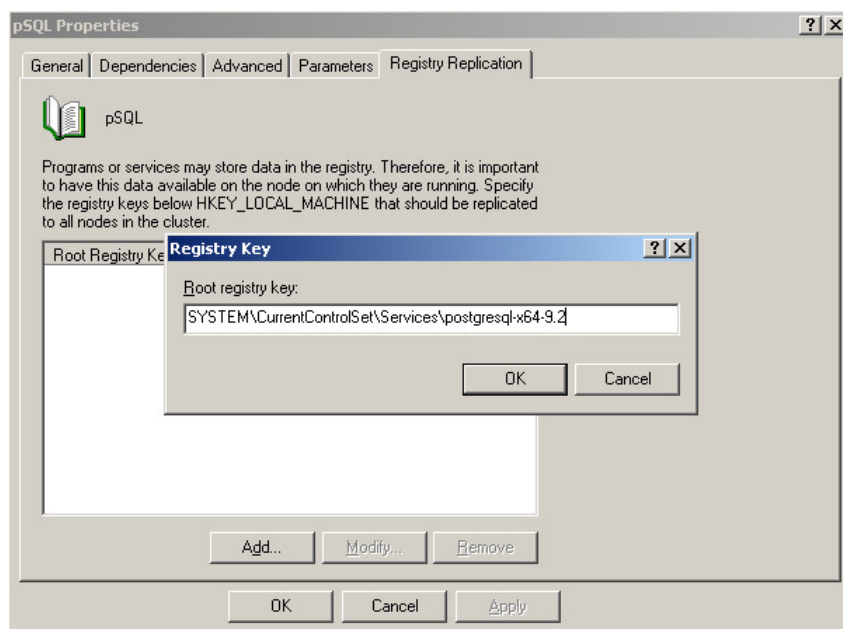 pSQL Properties
General Dependencies Advanced Parameters Registry Replication
pSQL
Programs or services may store data in the registry. Therefore, it is important
to have this data available on the node on which they are running. Specify
the registry keys below HKEY_LOCAL_MACHINE that should be replicated
to all nodes in the cluster.
Root Registry Ke
Registry Key
Root registry key:
SYSTEM\CurrentControlSet\Services\postgresql-x64-9.2
OK Cancel
Add... Modify... Remove
OK Cancel Apply